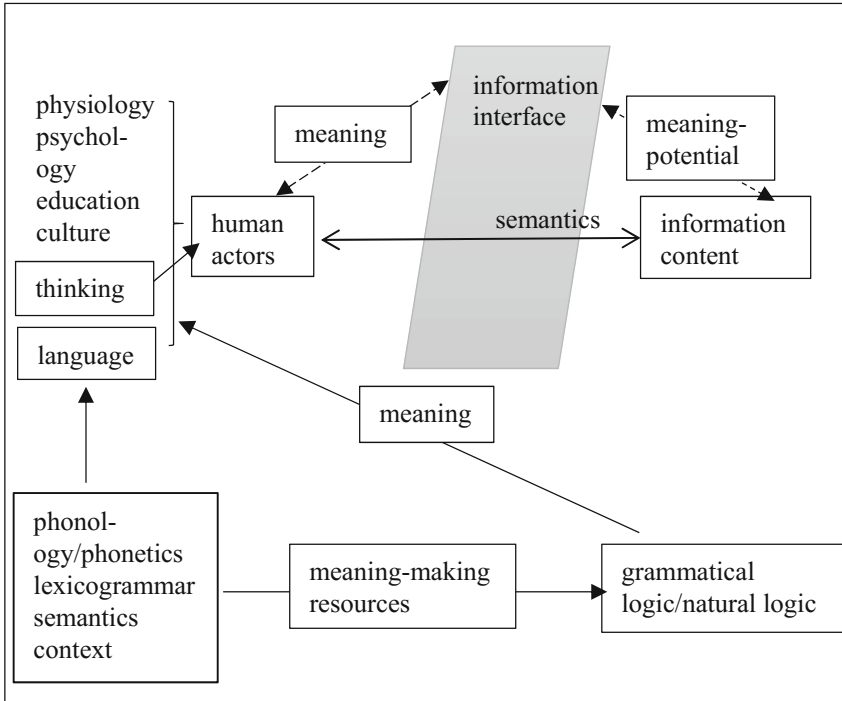 physiology
psychol-
ogy
education
culture
thinking
language
meaning
human
actors
information
interface
semantics
meaning-
potential
information
content
meaning
phonol-
ogy/phonetics
lexicogrammar
semantics
context
meaning-making
resources
grammatical
logic/natural logic